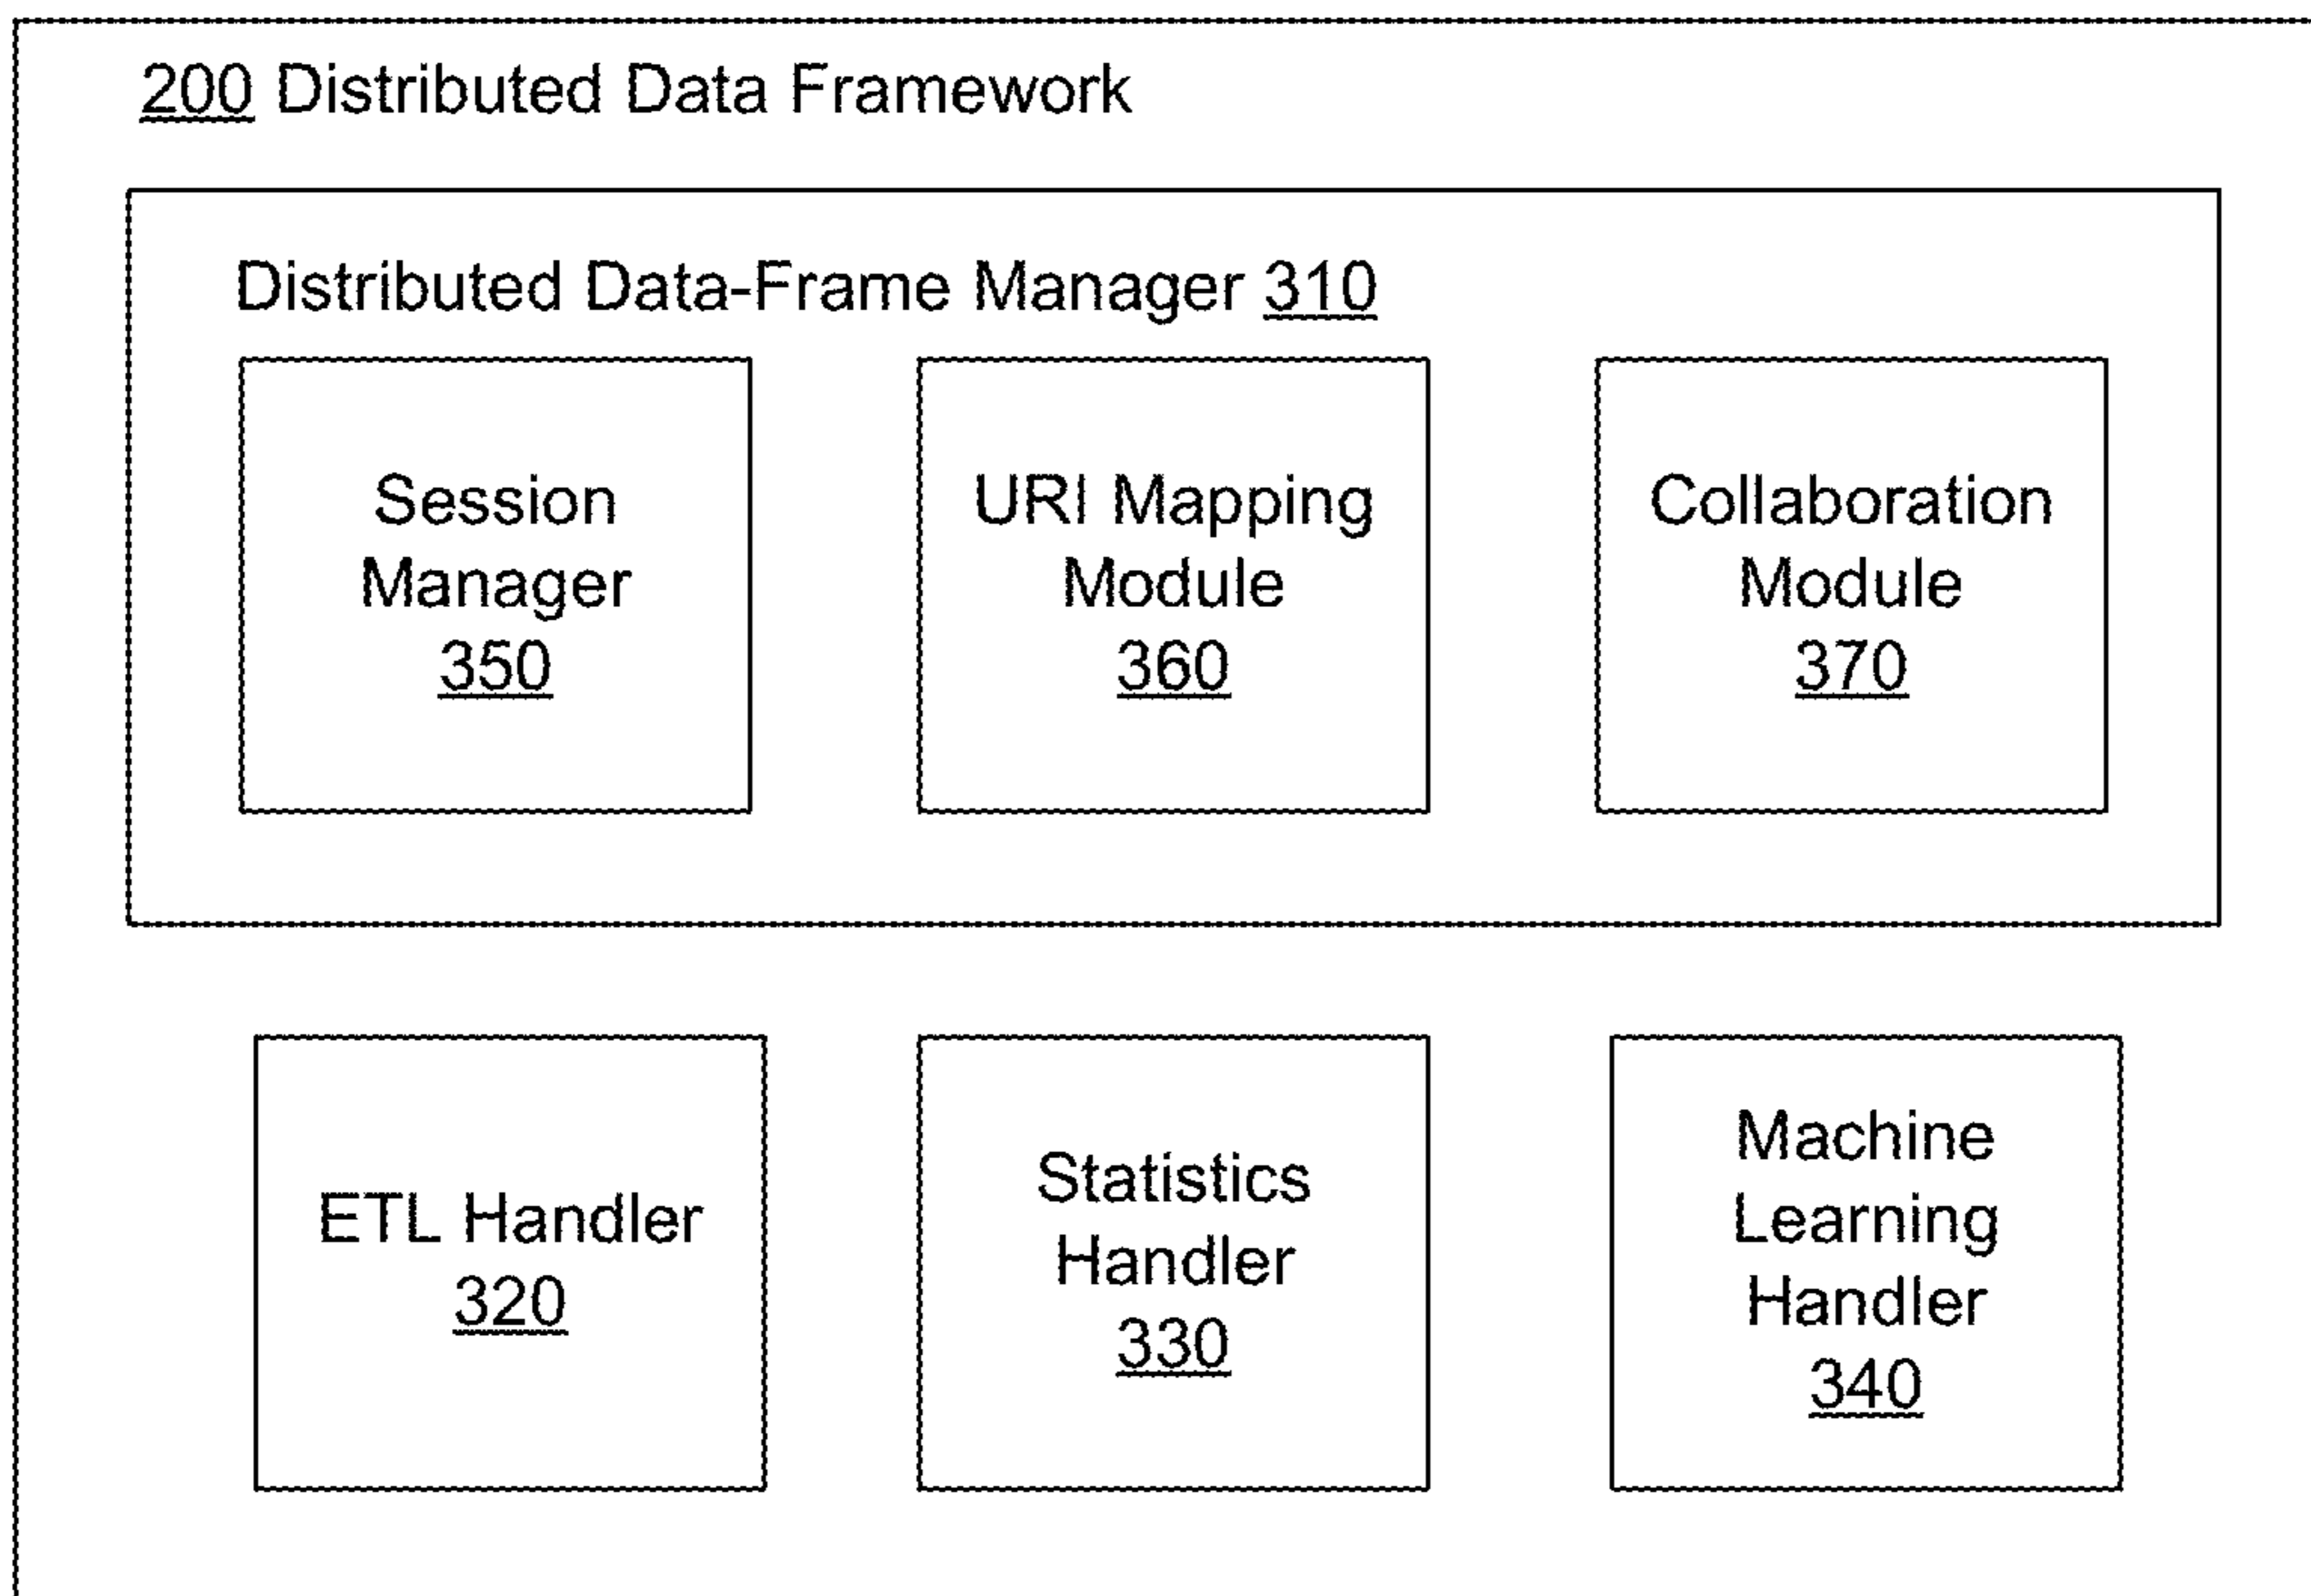 200 Distributed Data Framework
Distributed Data-Frame Manager 310
Session
Manager
350
URI Mapping
Module
360
Collaboration
Module
370
ETL Handler
320
Statistics
Handler
330
Machine
Learning
Handler
340